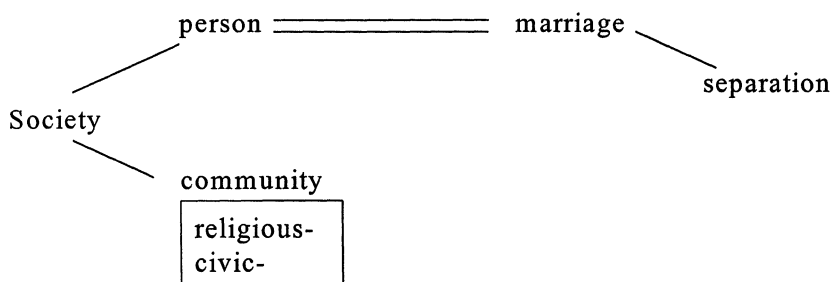 person marriage
separation
Society
community
religious-
civic-